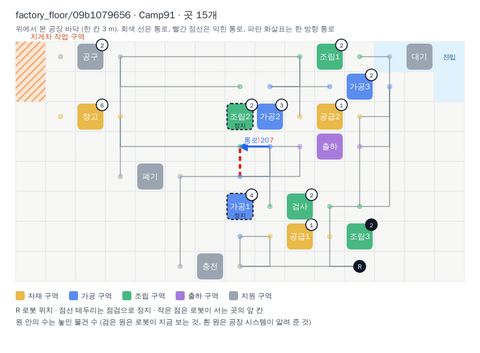 factory_floor/09b1079656 · Camp91 · 곳 15개
위에서 본 공장 바닥 (한 칸 3 m). 회색 선은 통로, 빨간 점선은 막힌 통로, 파란 화살표는 한 방향 통로
지게차 작업 구역
공구 2
조립1 2
대기
진입
가공3 2
창고 6
조립2 2
정지
가공2 3
공급2 1
통로1207
출하
폐기
가공1 4
정지
검사 2
공급1 1
조립3 2
충전
R
자재 구역 가공 구역 조립 구역 출하 구역 지원 구역
R 로봇 위치 · 점선 테두리는 점검으로 정지 · 작은 점은 로봇이 서는 곳의 앞 칸
원 안의 수는 놓인 물건 수 (검은 원은 로봇이 지금 보는 것, 흰 원은 공장 시스템이 알려 준 것)